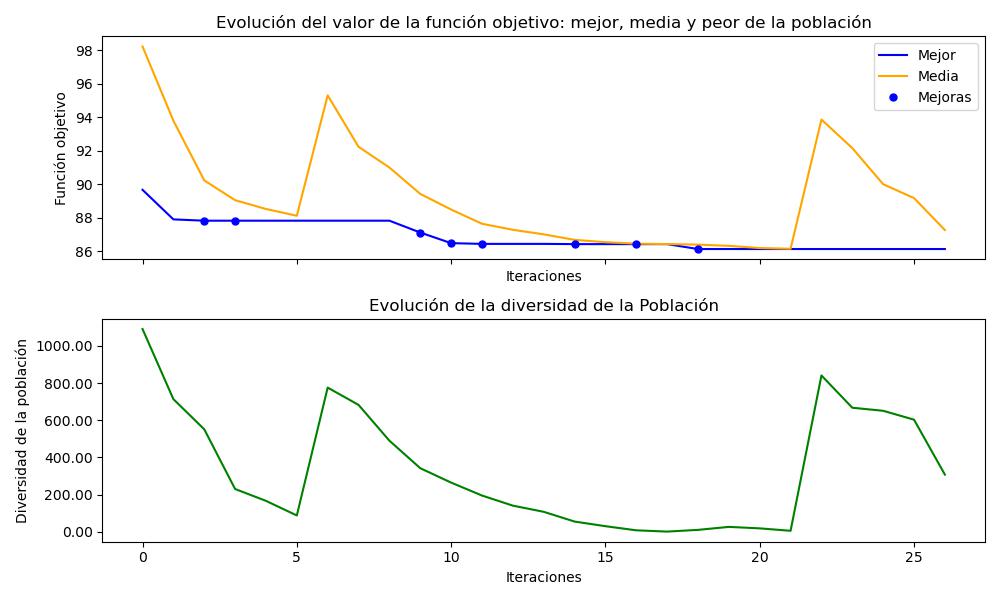 Evolución del valor de la función objetivo: mejor, media y peor de la población
98
96
94
92
90
88
86
Función objetivo
Mejor
Media
Mejoras
Iteraciones
Evolución de la diversidad de la Población
1000.00
800.00
600.00
400.00
200.00
0.00
Diversidad de la población
0 5 10 15 20 25
Iteraciones